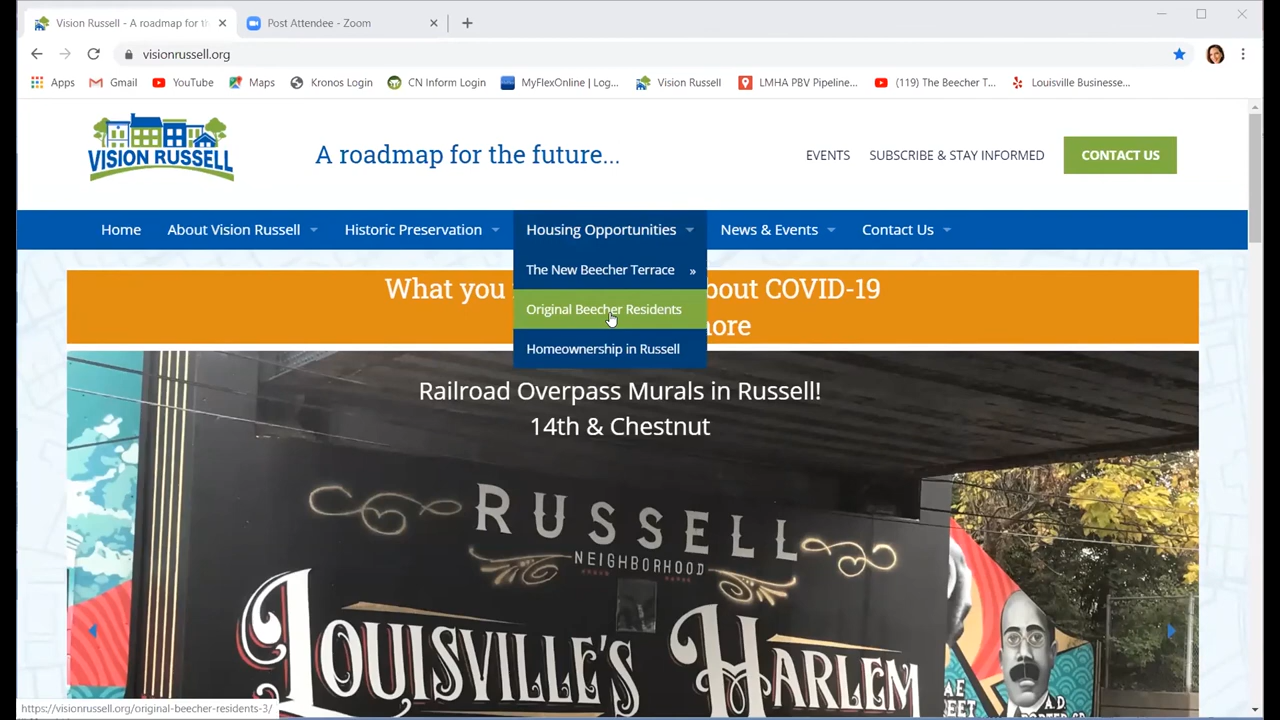 Vision Russell - A roadmap for th
Post Attendee - Zoom
visionrussell.org
Apps
Gmail
YouTube
Maps
Kronos Login
CN Inform Login
MyFlexOnline | Log...
Vision Russell
LMHA PBV Pipeline...
(119) The Beecher T...
Louisville Businesse...
VISION RUSSELL
A roadmap for the future...
EVENTS
SUBSCRIBE & STAY INFORMED
CONTACT US
Home
About Vision Russell
Historic Preservation
Housing Opportunities
News & Events
Contact Us
The New Beecher Terrace »
Original Beecher Residents
Homeownership in Russell
What you
bout COVID-19
ore
Railroad Overpass Murals in Russell!
14th & Chestnut
RUSSELL
NEIGHBORHOOD
LOUISVILLE'S HARLEM
A.D.
https://visionrussell.org/original-beecher-residents-3/